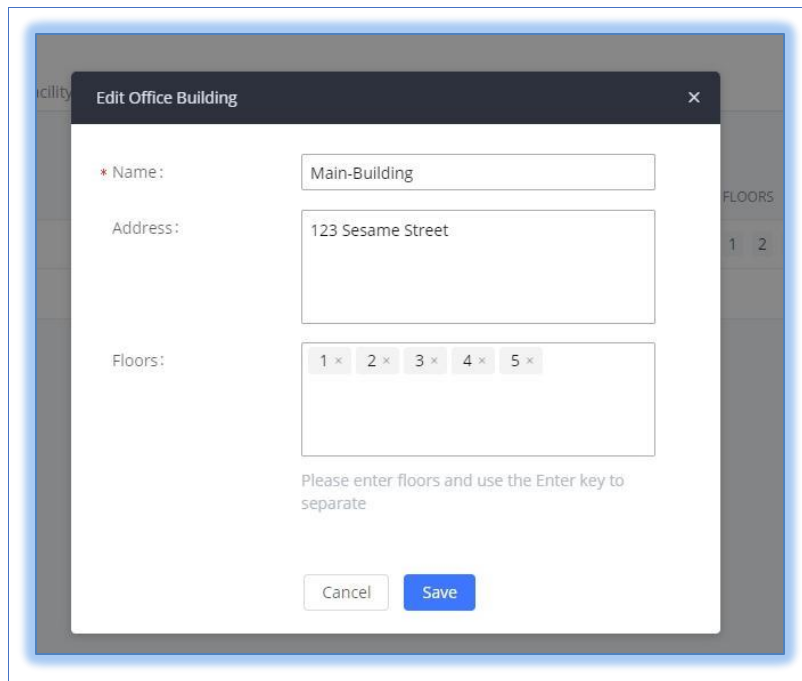 acility
Edit Office Building ×
* Name:
Main-Building
FLOORS
Address:
123 Sesame Street
1 2
Floors:
1 × 2 × 3 × 4 × 5 ×
Please enter floors and use the Enter key to
separate
Cancel Save